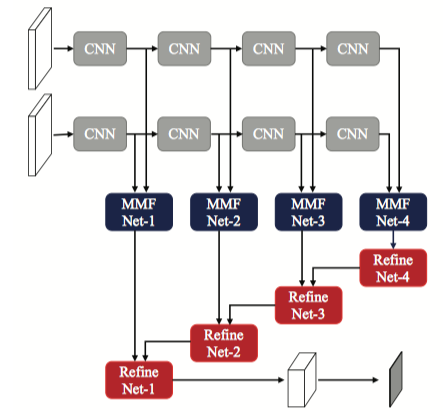 CNN CNN CNN CNN
CNN CNN CNN CNN
MMF Net-1
MMF Net-2
MMF Net-3
MMF Net-4
Refine Net-4
Refine Net-3
Refine Net-2
Refine Net-1